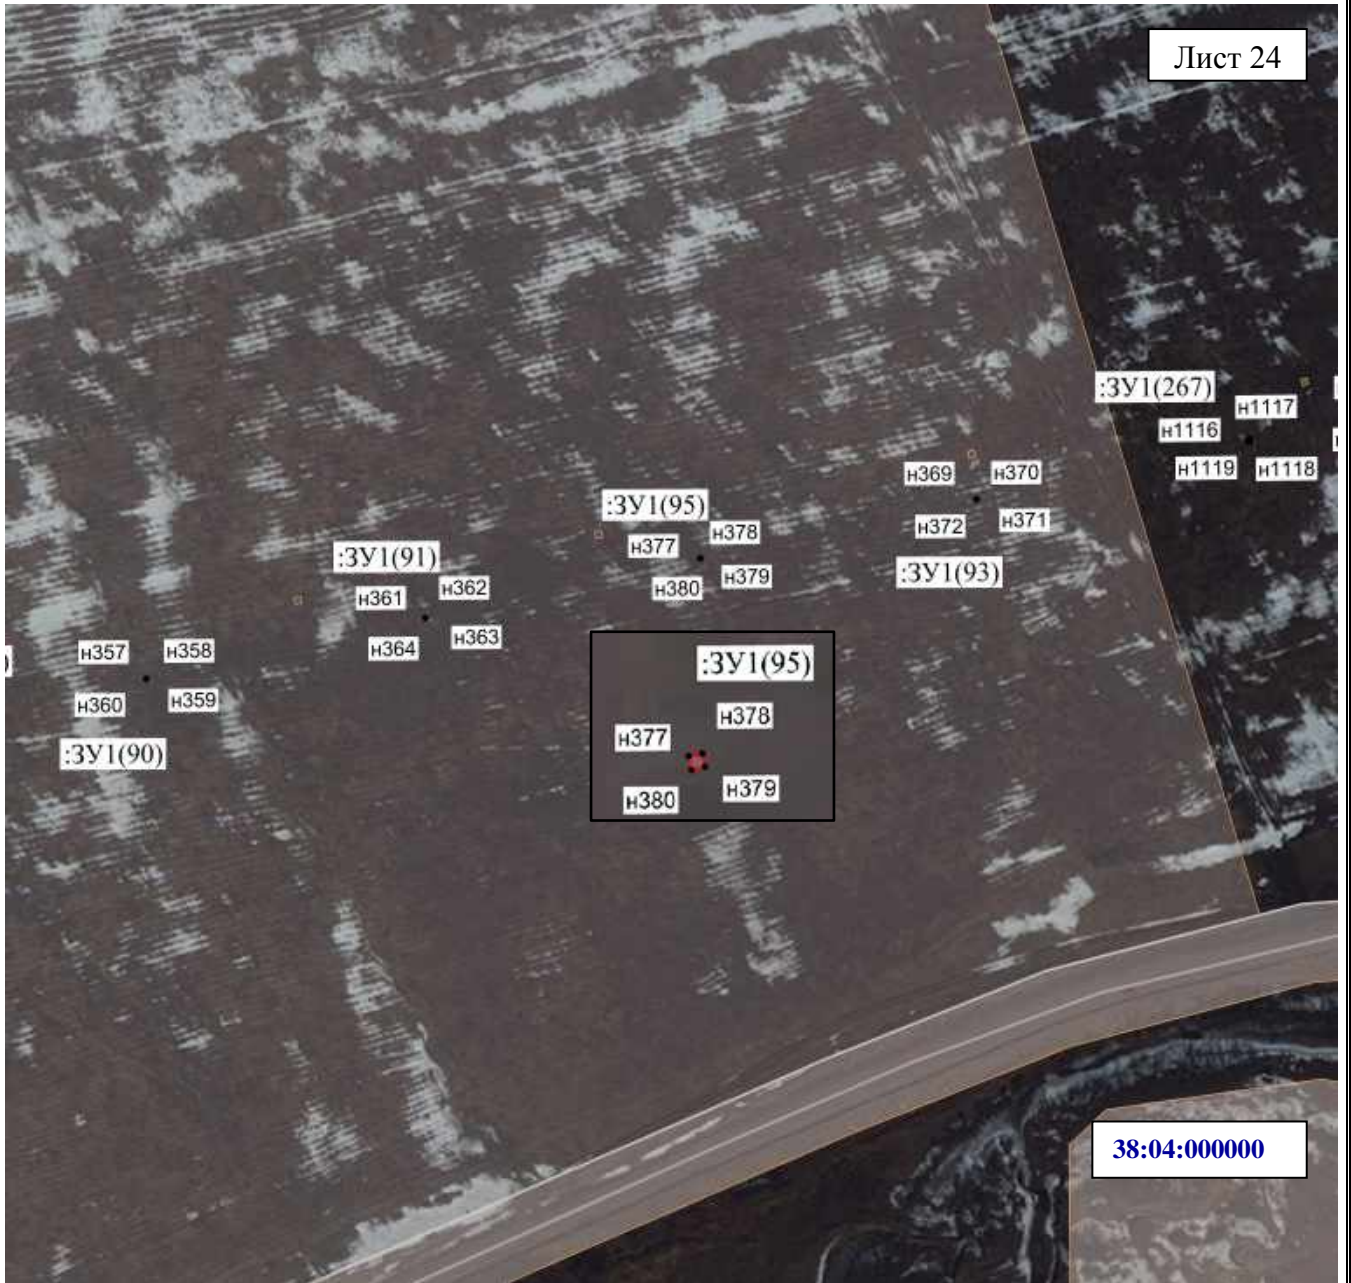 Лист 24
:ЗУ1(267)
н1117
н1116
н1119
н1118
н369
н370
н372
н371
:ЗУ1(93)
:ЗУ1(95)
н378
н377
н380
н379
:ЗУ1(91)
н362
н361
н364
н363
н357
н358
н360
н359
:ЗУ1(90)
:ЗУ1(95)
н378
н377
н379
н380
38:04:000000